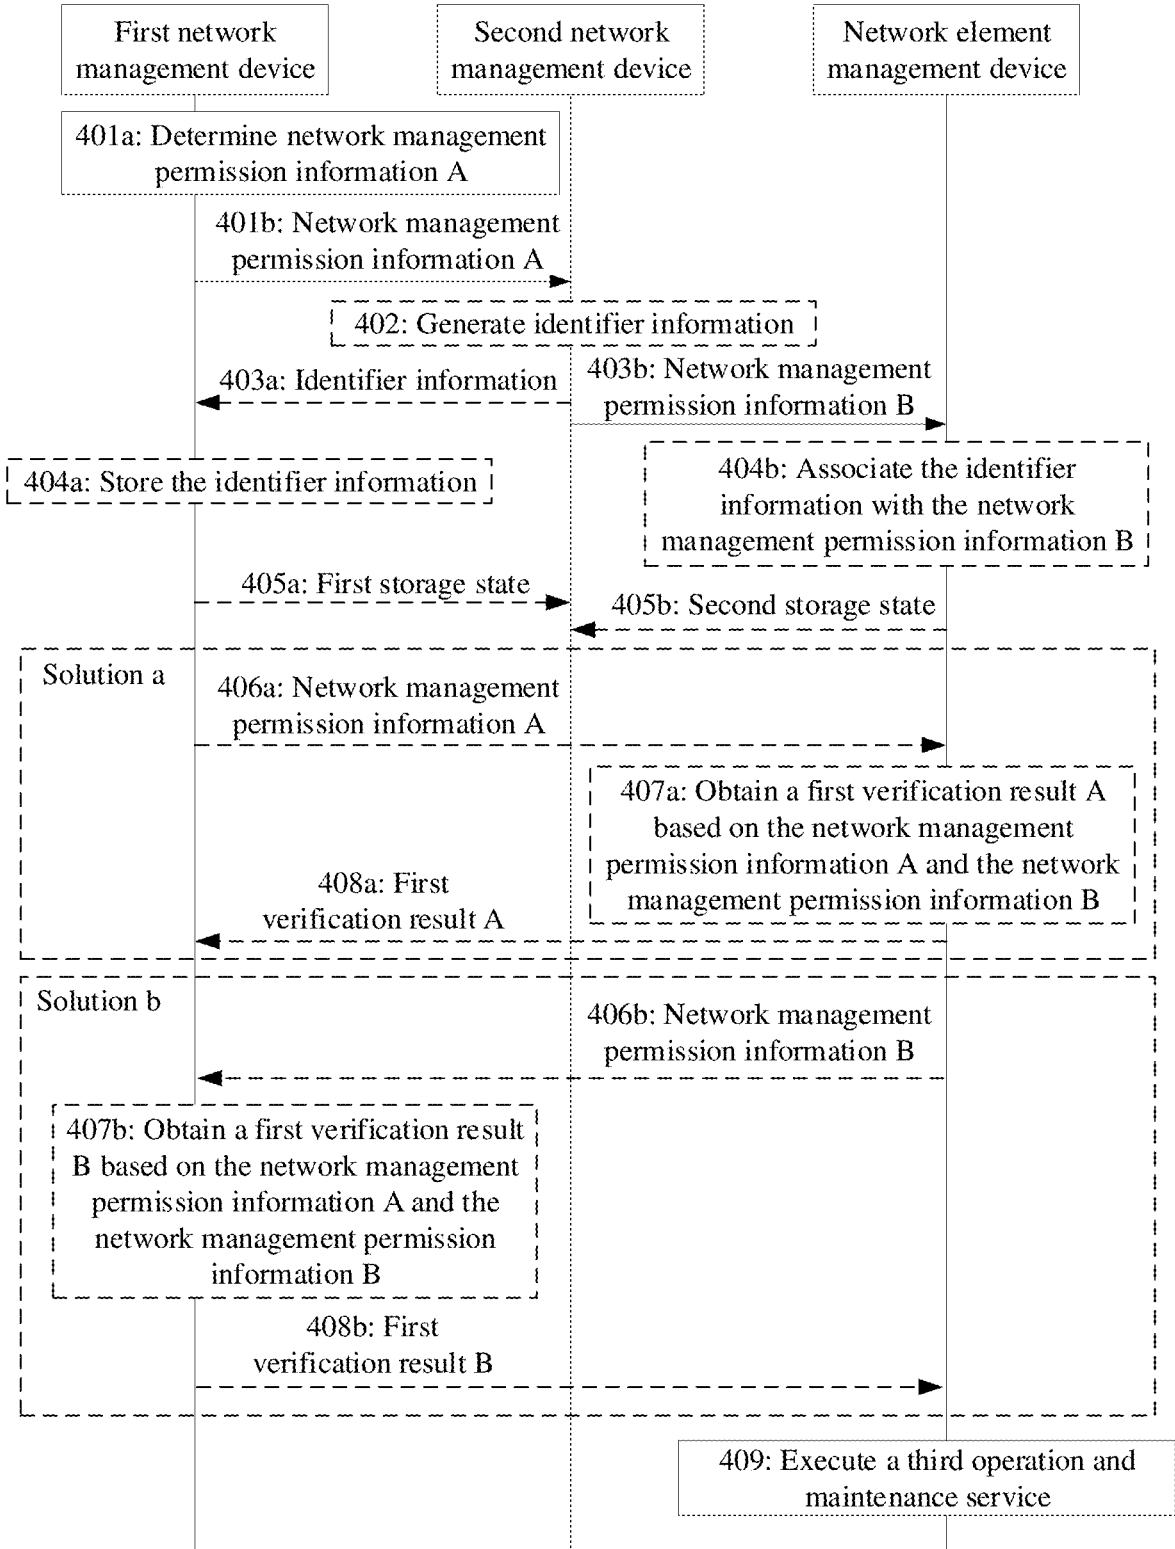 First network
management device
Second network
management device
Network element
management device
401a: Determine network management
permission information A
401b: Network management
permission information A
402: Generate identifier information
403a: Identifier information
403b: Network management
permission information B
404a: Store the identifier information
404b: Associate the identifier
information with the network
management permission information B
405a: First storage state
405b: Second storage state
Solution a
406a: Network management
permission information A
407a: Obtain a first verification result A
based on the network management
permission information A and the network
management permission information B
408a: First
verification result A
Solution b
406b: Network management
permission information B
407b: Obtain a first verification result
B based on the network management
permission information A and the
network management permission
information B
408b: First
verification result B
409: Execute a third operation and
maintenance service